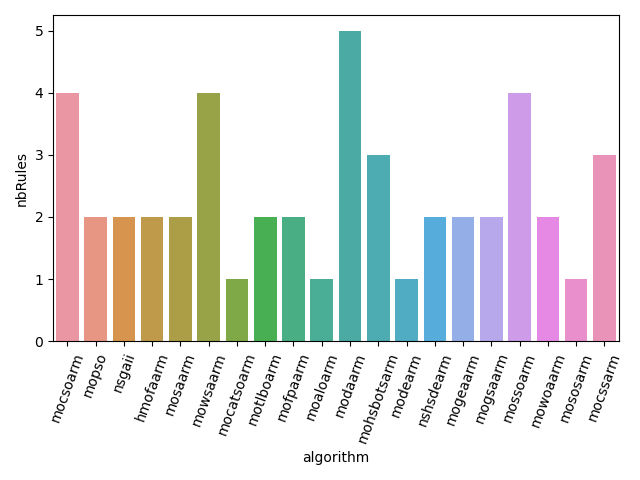 nbRules
5
4
3
2
1
0
mocsoarm
mopso
nsgaii
hmofaarm
mosaarm
mowsaarm
mocatsoarm
motlboarm
mofpaarm
moaloarm
modaarm
mohsbotsarm
modearm
nshsdearm
mogeaarm
mogsaarm
mossoarm
mowoaarm
mososarm
mocssarm
algorithm